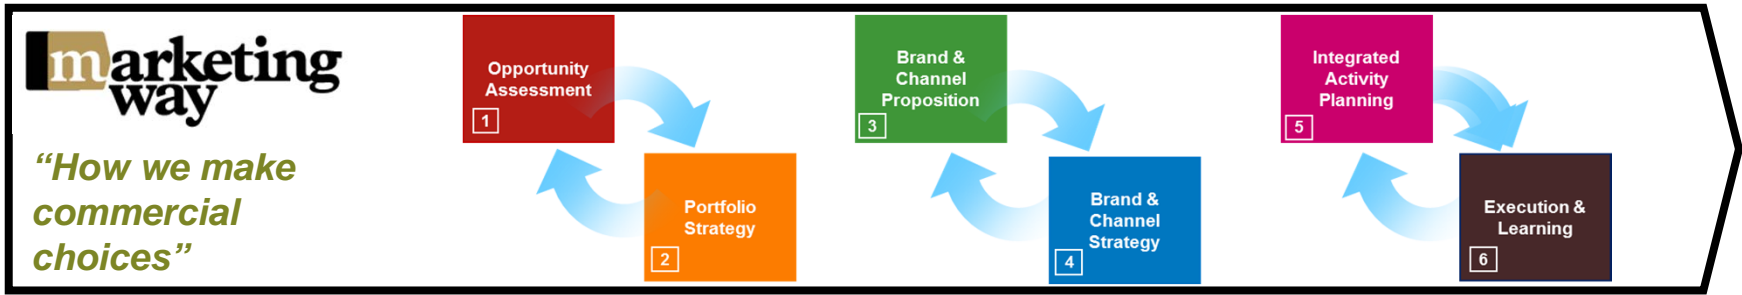 marketing
way
“How we make
commercial
choices”
Opportunity
Assessment
1
Portfolio
Strategy
2
Brand &
Channel
Proposition
3
Brand &
Channel
Strategy
4
Integrated
Activity
Planning
5
Execution &
Learning
6